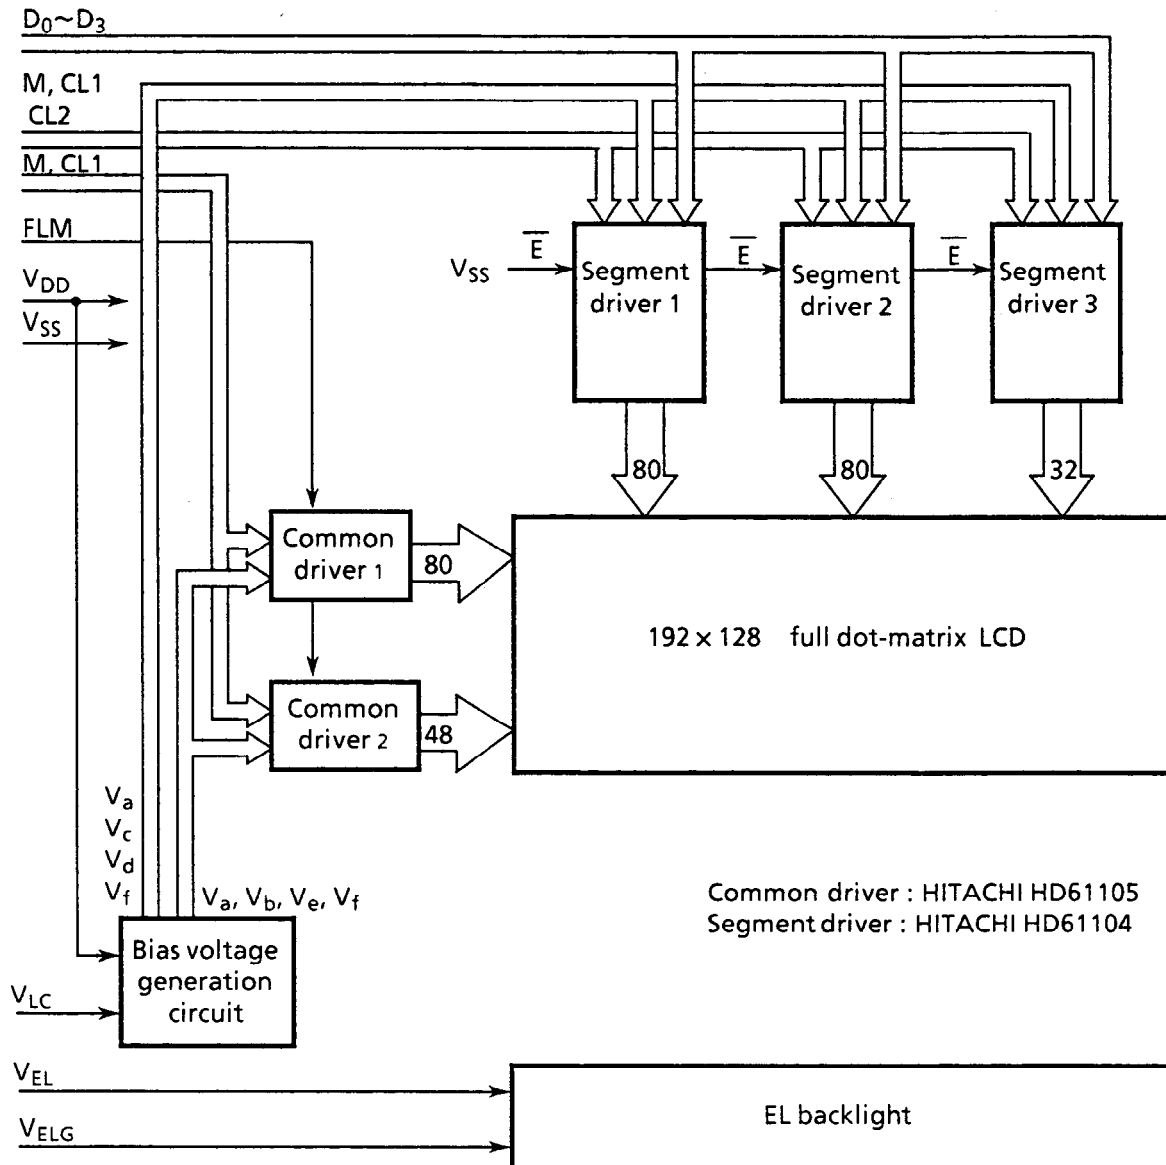 D0~D3
M, CL1
CL2
M, CL1
FLM
VDD
VSS
VSS
E
Segment
driver 1
E
Segment
driver 2
E
Segment
driver 3
80
80
32
Common
driver 1
80
192 x 128 full dot-matrix LCD
Common
driver 2
48
Va
Vc
Vd
Vf
Va, Vb, Ve, Vf
Common driver : HITACHI HD61105
Segment driver : HITACHI HD61104
Bias voltage
generation
circuit
VLC
VEL
VELG
EL backlight